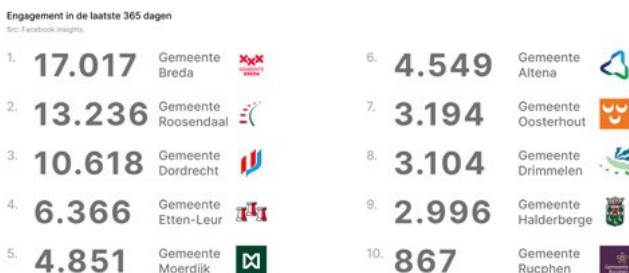 Engagement in de laatste 365 dagen
Src: Facebook insights
1. 17.017 Gemeente
Breda
GEMEENTE
BREDA
2. 13.236 Gemeente
Roosendaal
3. 10.618 Gemeente
Dordrecht
4. 6.366 Gemeente
Etten-Leur
5. 4.851 Gemeente
Moerdijk
6. 4.549 Gemeente
Altena
7. 3.194 Gemeente
Oosterhout
8. 3.104 Gemeente
Drimmelen
9. 2.996 Gemeente
Halderberge
10. 867 Gemeente
Rucphen